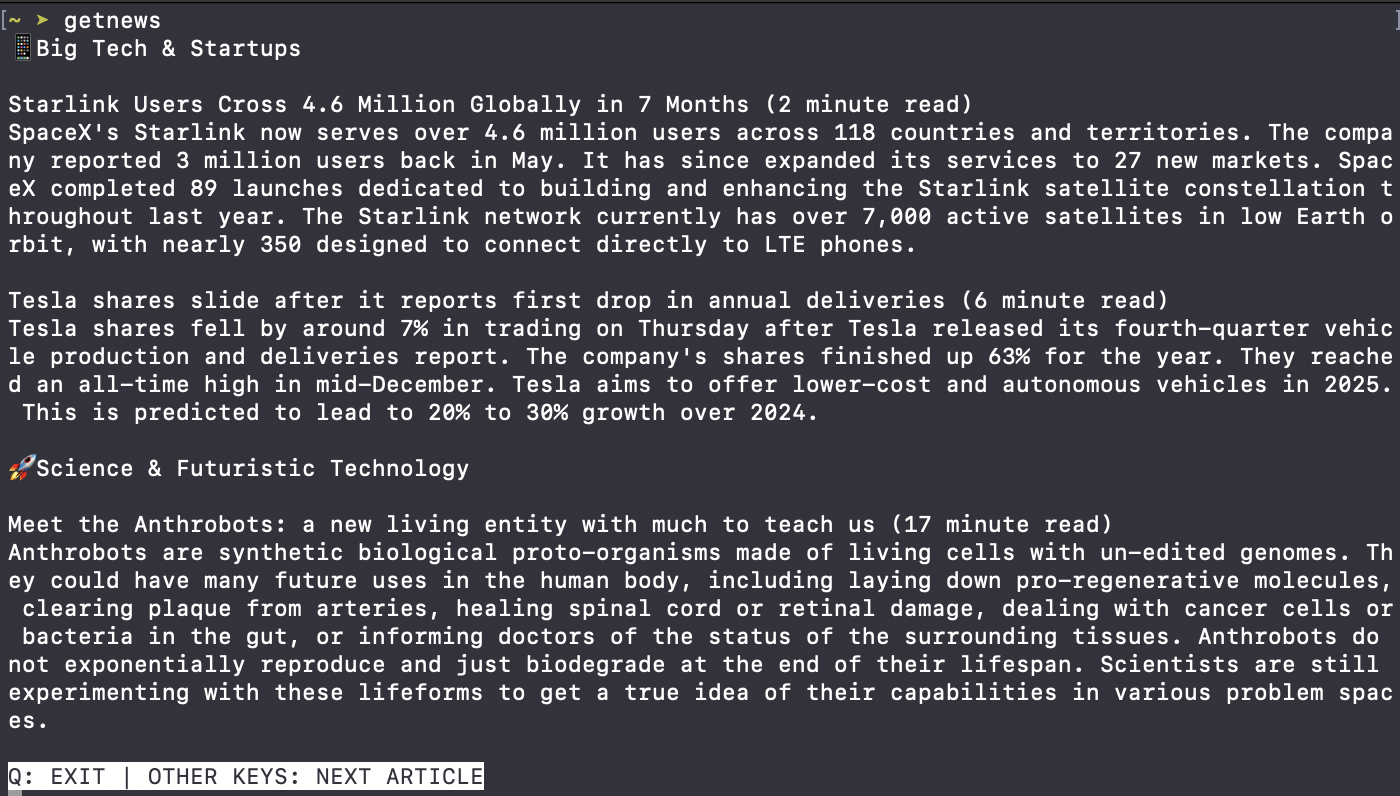 [~ ➤ getnews ]
📱Big Tech & Startups
Starlink Users Cross 4.6 Million Globally in 7 Months (2 minute read)
SpaceX's Starlink now serves over 4.6 million users across 118 countries and territories. The compa
ny reported 3 million users back in May. It has since expanded its services to 27 new markets. Spac
eX completed 89 launches dedicated to building and enhancing the Starlink satellite constellation t
hroughout last year. The Starlink network currently has over 7,000 active satellites in low Earth o
rbit, with nearly 350 designed to connect directly to LTE phones.
Tesla shares slide after it reports first drop in annual deliveries (6 minute read)
Tesla shares fell by around 7% in trading on Thursday after Tesla released its fourth-quarter vehic
le production and deliveries report. The company's shares finished up 63% for the year. They reache
d an all-time high in mid-December. Tesla aims to offer lower-cost and autonomous vehicles in 2025.
This is predicted to lead to 20% to 30% growth over 2024.
🚀Science & Futuristic Technology
Meet the Anthrobots: a new living entity with much to teach us (17 minute read)
Anthrobots are synthetic biological proto-organisms made of living cells with un-edited genomes. Th
ey could have many future uses in the human body, including laying down pro-regenerative molecules,
clearing plaque from arteries, healing spinal cord or retinal damage, dealing with cancer cells or
bacteria in the gut, or informing doctors of the status of the surrounding tissues. Anthrobots do
not exponentially reproduce and just biodegrade at the end of their lifespan. Scientists are still
experimenting with these lifeforms to get a true idea of their capabilities in various problem spac
es.
Q: EXIT | OTHER KEYS: NEXT ARTICLE